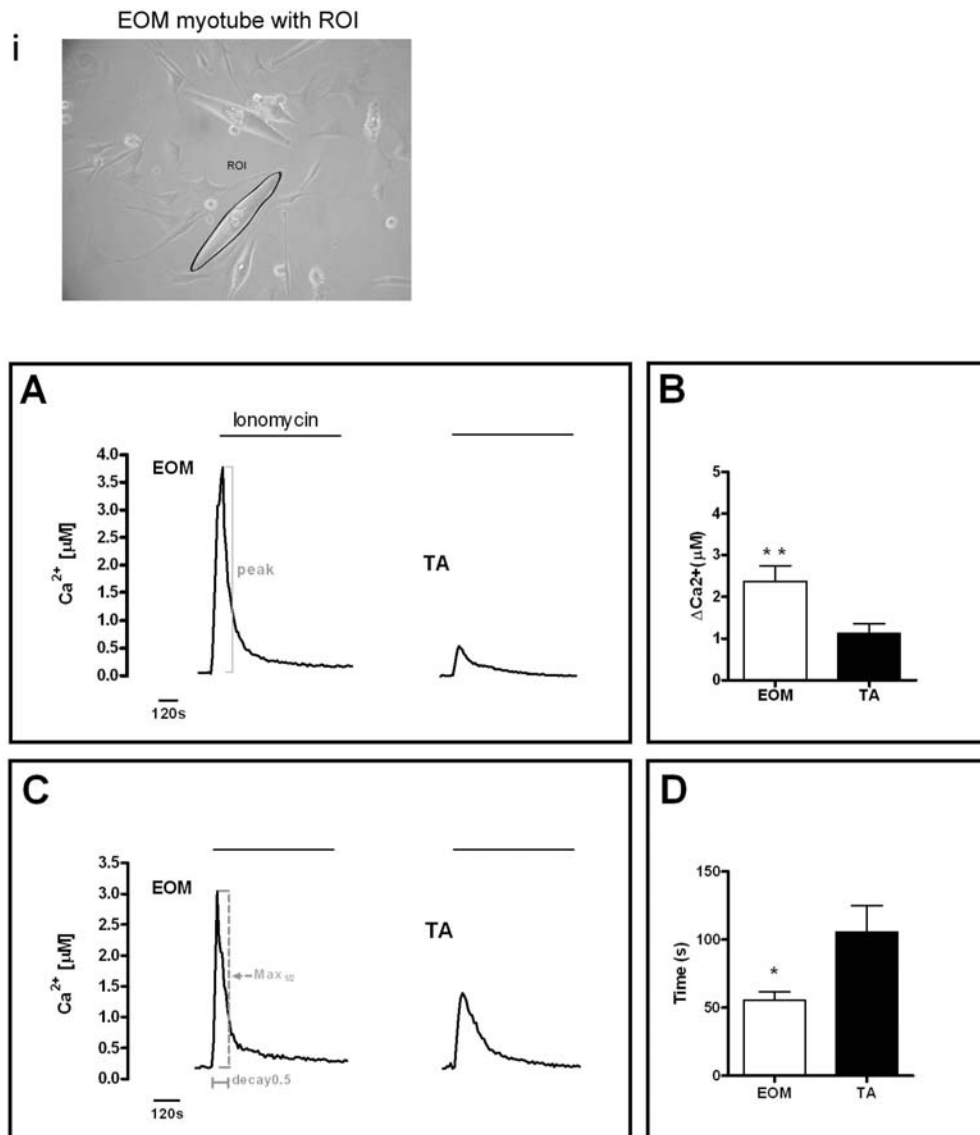 EOM myotube with ROI
i
ROI
A
Ionomycin
4.0
EOM
3.5
3.0
2.5
2.0
peak
TA
1.5
1.0
0.5
0.0
Ca²⁺ [μM]
120s
B
5
4
3
2
1
0
* *
ΔCa2+(μM)
EOM TA
C
3.5
EOM
3.0
2.5
TA
2.0
Max₁/₂
1.5
1.0
0.5
0.0
Ca²⁺ [μM]
decay0.5
120s
D
150
100
50
0
*
Time (s)
EOM TA